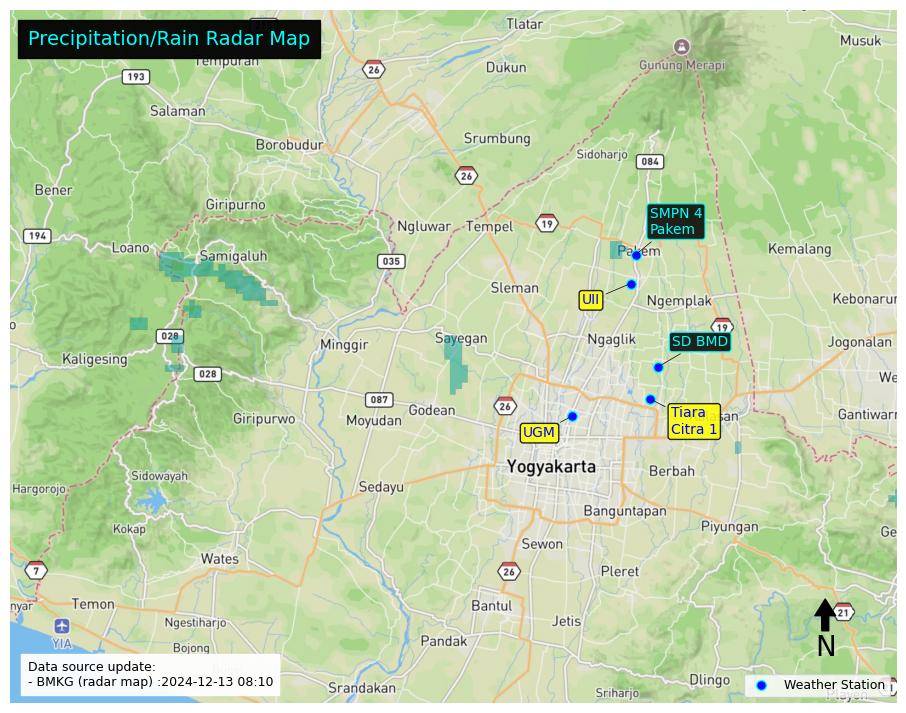 Precipitation/Rain Radar Map
Tlatar
Musuk
26
Gunung Merapi
Dukun
193
Salaman
Srumbung
Borobudur
Sidoharjo
084
26
Bener
Giripurno
SMPN 4
Pakem
19
Ngluwar
Tempel
194
Loano
Samigaluh
Pakem
Kemalang
035
Sleman
UII
Ngemplak
19
028
Sayegan
Ngaglik
SD BMD
Minggir
Jogonalan
Kaligesing
028
087
Godean
26
Tiara
Citra 1
Giripurwo
Moyudan
UGM
Yogyakarta
Berbah
Sidowayah
Hargorojo
Sedayu
Banguntapan
Kokap
Piyungan
Sewon
Wates
7
26
Pleret
Temon
Bantul
21
Ngestiharjo
Jetis
YIA
Bojong
Pandak
N
Data source update:
- BMKG (radar map) :2024-12-13 08:10
Srandakan
Dlingo
Sriharjo
Weather Station